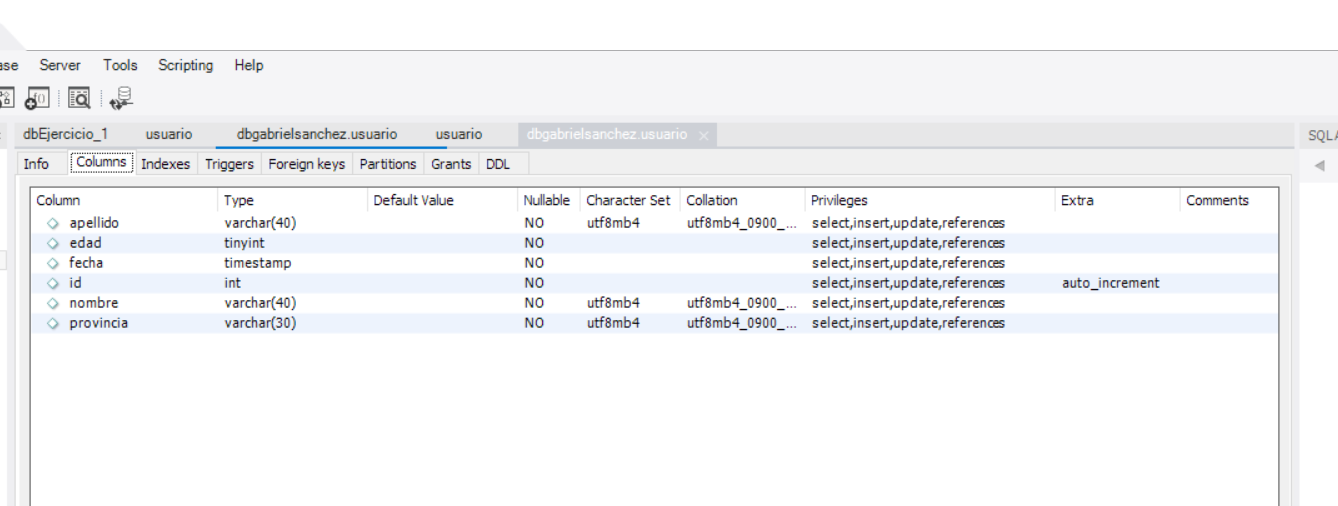 Server Tools Scripting Help
dbEjercicio_1 usuario dbgabrielsanchez.usuario usuario dbgabrielsanchez.usuario ×
Info Columns Indexes Triggers Foreign keys Partitions Grants DDL
Column Type Default Value Nullable Character Set Collation Privileges Extra Comments
apellido varchar(40) NO utf8mb4 utf8mb4_0900_... select,insert,update,references
edad tinyint NO select,insert,update,references
fecha timestamp NO select,insert,update,references
id int NO select,insert,update,references auto_increment
nombre varchar(40) NO utf8mb4 utf8mb4_0900_... select,insert,update,references
provincia varchar(30) NO utf8mb4 utf8mb4_0900_... select,insert,update,references